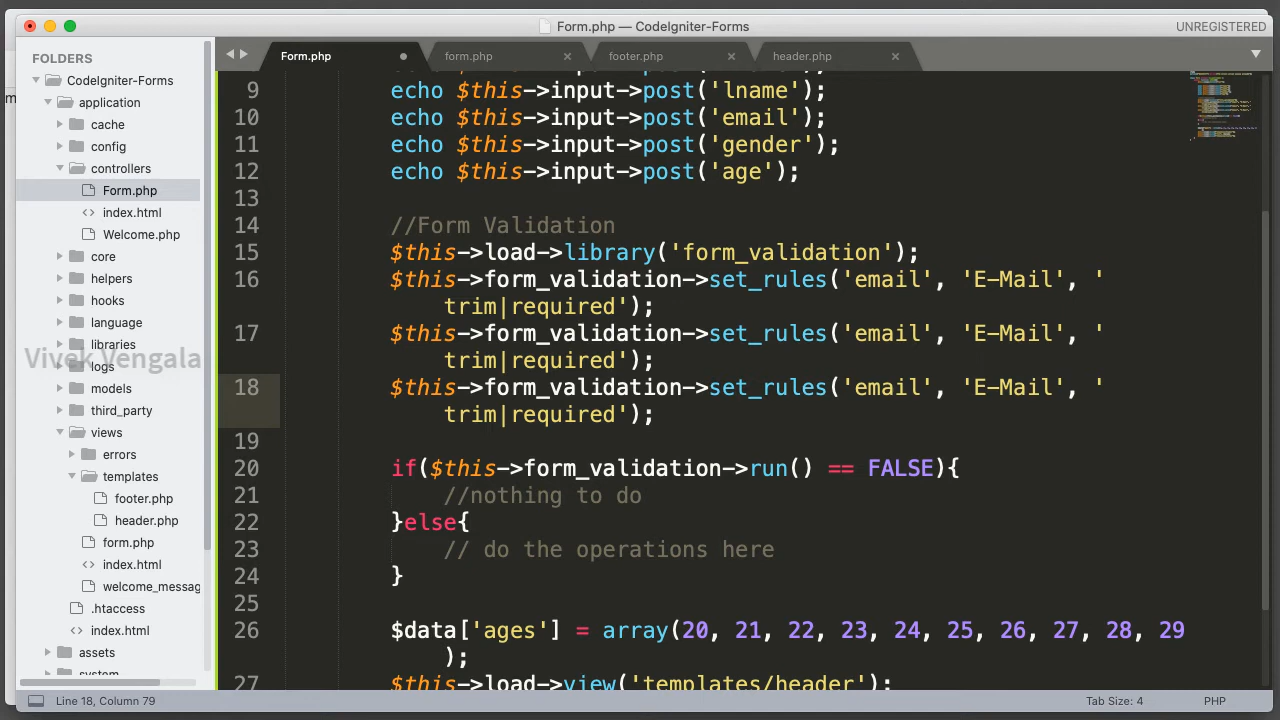 Form.php — CodeIgniter-Forms
UNREGISTERED
FOLDERS
CodeIgniter-Forms
application
cache
config
controllers
Form.php
index.html
Welcome.php
core
helpers
hooks
language
libraries
logs
models
third_party
views
errors
templates
footer.php
header.php
form.php
index.html
welcome_messag
.htaccess
index.html
assets
system
Vivek Vengala
Form.php
form.php
footer.php
header.php
9 echo $this->input->post('lname');
10 echo $this->input->post('email');
11 echo $this->input->post('gender');
12 echo $this->input->post('age');
13
14 //Form Validation
15 $this->load->library('form_validation');
16 $this->form_validation->set_rules('email', 'E-Mail', '
trim|required');
17 $this->form_validation->set_rules('email', 'E-Mail', '
trim|required');
18 $this->form_validation->set_rules('email', 'E-Mail', '
trim|required');
19
20 if($this->form_validation->run() == FALSE){
21 //nothing to do
22 }else{
23 // do the operations here
24 }
25
26 $data['ages'] = array(20, 21, 22, 23, 24, 25, 26, 27, 28, 29
);
27 $this->load->view('templates/header');
Line 18, Column 79
Tab Size: 4
PHP